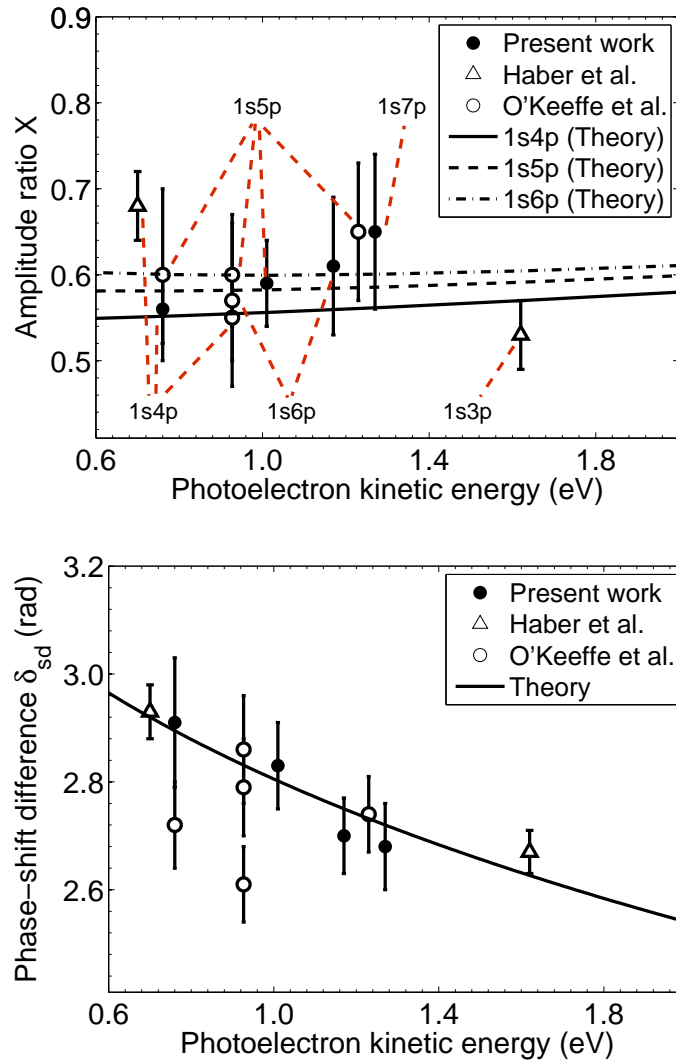 Amplitude ratio X
0.9
0.8
0.7
0.6
0.5
Present work
Haber et al.
O'Keeffe et al.
1s4p (Theory)
1s5p (Theory)
1s6p (Theory)
1s5p
1s7p
1s4p
1s6p
1s3p
0.6 1.0 1.4 1.8
Photoelectron kinetic energy (eV)
Phase−shift difference δsd (rad)
3.2
3.0
2.8
2.6
Present work
Haber et al.
O'Keeffe et al.
Theory
0.6 1.0 1.4 1.8
Photoelectron kinetic energy (eV)